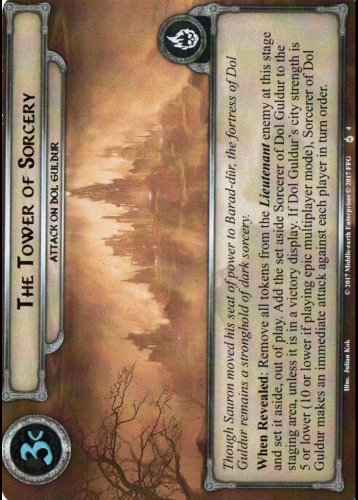 3C
The Tower of Sorcery
Attack on Dol Guldur
Though Sauron moved his seat of power to Barad-dûr, the fortress of Dol
Guldur remains a stronghold of dark sorcery.
When Revealed: Remove all tokens from the Lieutenant enemy at this stage
and set it aside, out of play. Add the set aside Sorcerer of Dol Guldur to the
staging area, unless it is in a victory display. If Dol Guldur's city strength is
5 or lower (10 or lower if playing epic multiplayer mode), Sorcerer of Dol
Guldur makes an immediate attack against each player in turn order.
Illus. Julian Kok © 2017 Middle-earth Enterprises © 2017 FFG 4